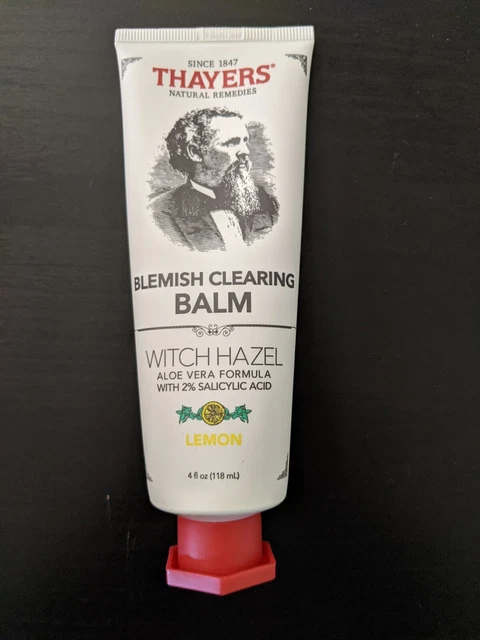 SINCE 1847
THAYERS®
NATURAL REMEDIES
BLEMISH CLEARING
BALM
WITCH HAZEL
ALOE VERA FORMULA
WITH 2% SALICYLIC ACID
LEMON
4 fl oz (118 mL)